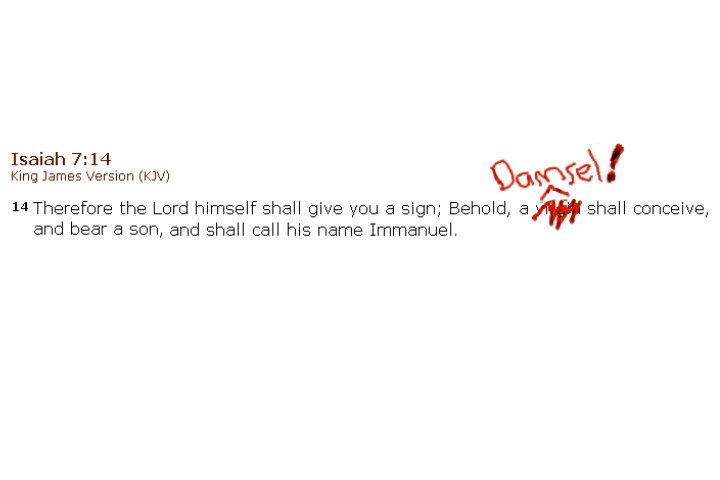 Isaiah 7:14
King James Version (KJV)
Damsel!
14 Therefore the Lord himself shall give you a sign; Behold, a virgin shall conceive,
and bear a son, and shall call his name Immanuel.